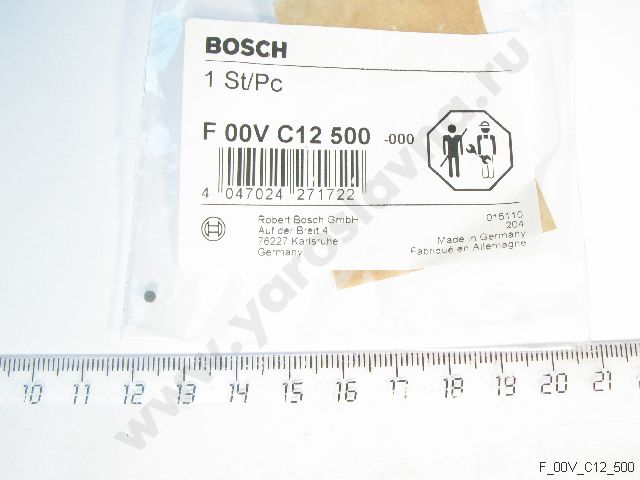 BOSCH
1 St/Pc
F 00V C12 500 -000
4 047024 271722
Robert Bosch GmbH
Auf der Breit 4
76227 Karlsruhe
Germany
015110
204
Made in Germany
Fabriqué en Allemagne
www.yaroslavna.ru
10 11 12 13 14 15 16 17 18 19 20 21
F_00V_C12_500